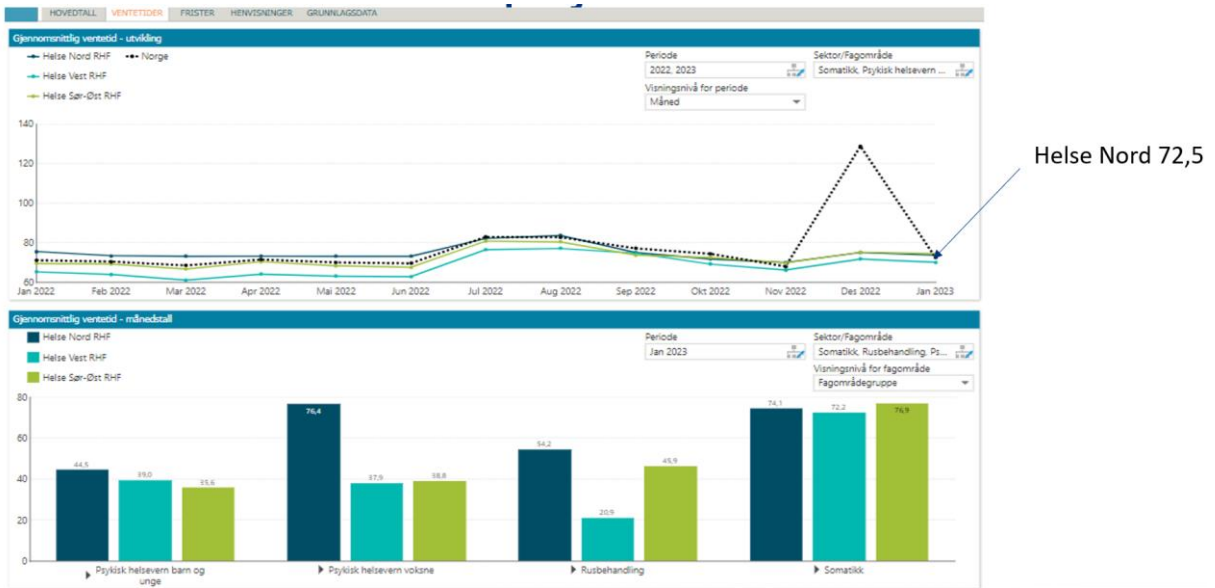 HOVEDTALL VENTETIDER FRISTER HENVISNINGER GRUNNLAGSDATA
Gjennomsnittlig ventetid - utvikling
Helse Nord RHF Norge
Helse Vest RHF
Helse Sør-Øst RHF
Periode
2022, 2023
Sektor/Fagområde
Somatikk, Psykisk helsevern ...
Visningsnivå for periode
Måned
140
120
100
80
60
Jan 2022 Feb 2022 Mar 2022 Apr 2022 Mai 2022 Jun 2022 Jul 2022 Aug 2022 Sep 2022 Okt 2022 Nov 2022 Des 2022 Jan 2023
Helse Nord 72,5
Gjennomsnittlig ventetid - månedstall
Helse Nord RHF
Helse Vest RHF
Helse Sør-Øst RHF
Periode
Jan 2023
Sektor/Fagområde
Somatikk, Rusbehandling, Ps...
Visningsnivå for fagområde
Fagområdegruppe
80
60
40
20
0
44,5 39,0 35,6
76,4 37,9 38,8
54,2 20,9 45,9
74,1 72,2 76,9
Psykisk helsevern barn og
unge
Psykisk helsevern voksne
Rusbehandling
Somatikk